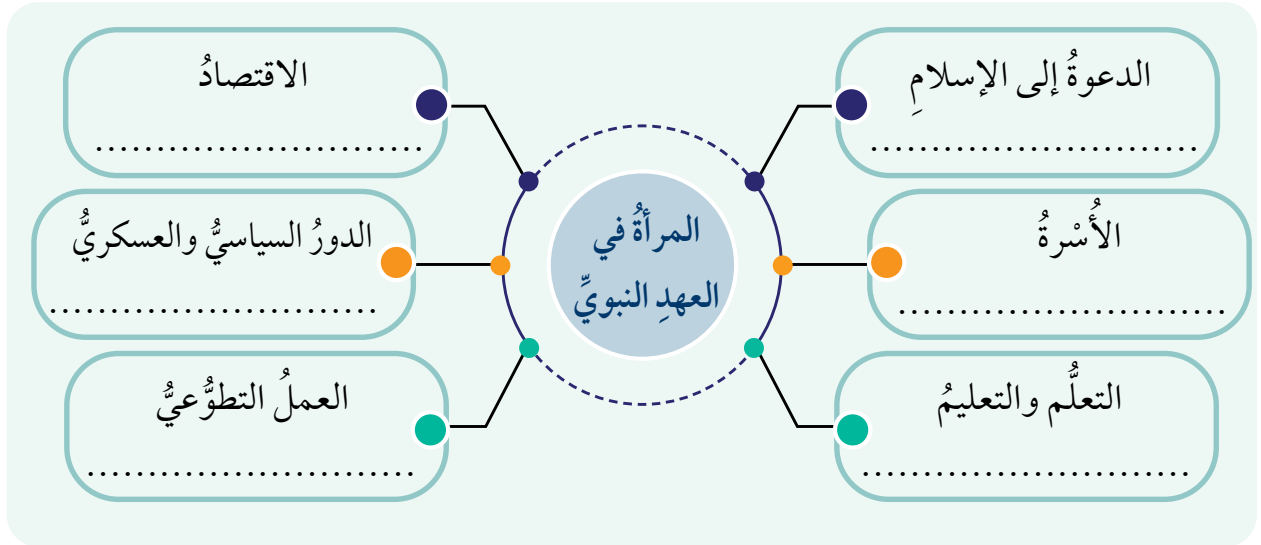 المرأةُ في
العهدِ النبويِّ
الدعوةُ إلى الإسلامِ
..........................
الأُسْرةُ
..........................
التعلُّم والتعليمُ
..........................
الاقتصادُ
..........................
الدورُ السياسيُّ والعسكريُّ
..........................
العملُ التطوُّعيُّ
..........................